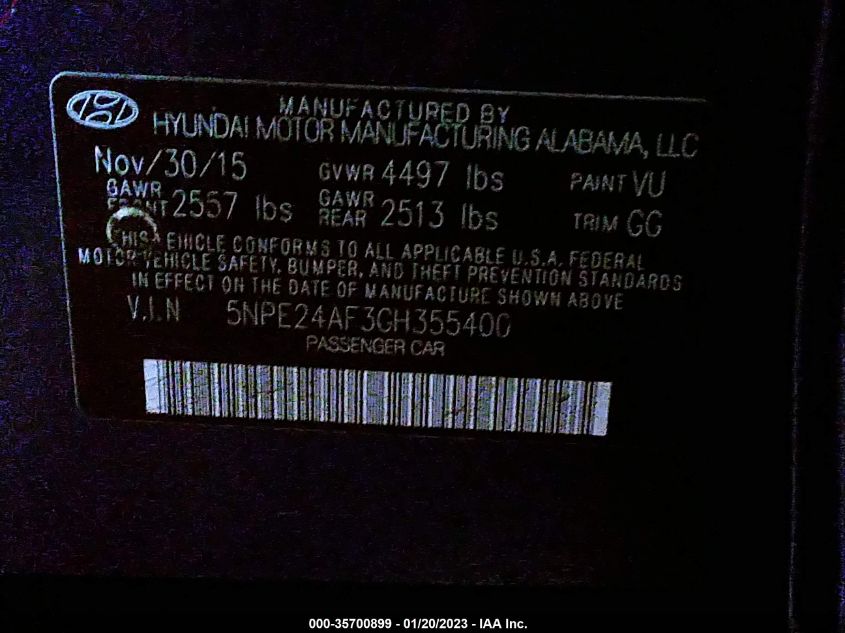 MANUFACTURED BY
HYUNDAI MOTOR MANUFACTURING ALABAMA, LLC
Nov/30/15 GVWR 4497 lbs PAINT VU
GAWR FRONT 2557 lbs GAWR REAR 2513 lbs TRIM GG
THIS VEHICLE CONFORMS TO ALL APPLICABLE U.S.A. FEDERAL
MOTOR VEHICLE SAFETY, BUMPER, AND THEFT PREVENTION STANDARDS
IN EFFECT ON THE DATE OF MANUFACTURE SHOWN ABOVE
V.I.N 5NPE24AF3GH355400
PASSENGER CAR
000-35700899 - 01/20/2023 - IAA Inc.